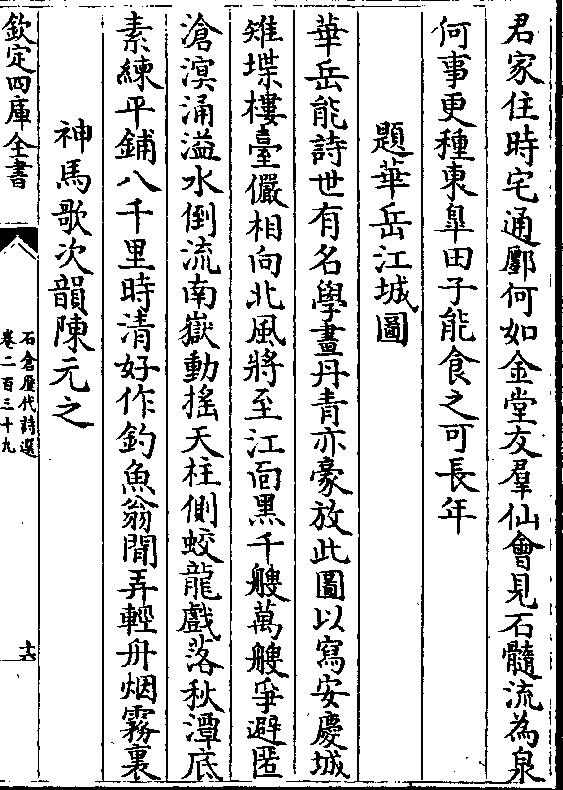 君家住時宅通鄽何如金堂友羣仙會見石髓流為泉
何事更種東皐田子能食之可長年
題華岳江城圖
華岳能詩世有名學畫丹青亦豪放此圖以寫安慶城
雉堞樓臺儼相向北風將至江靣黑千艘萬艘爭避匿
滄溟涌溢水倒流南嶽動搖天柱側蛟龍戲落秋潭底
素練平鋪八千里時清好作釣魚翁閒弄輕舟烟霧裏
神馬歌次韻陳元之
欽定四庫全書
石倉歴代詩選
卷二百三十九
十六